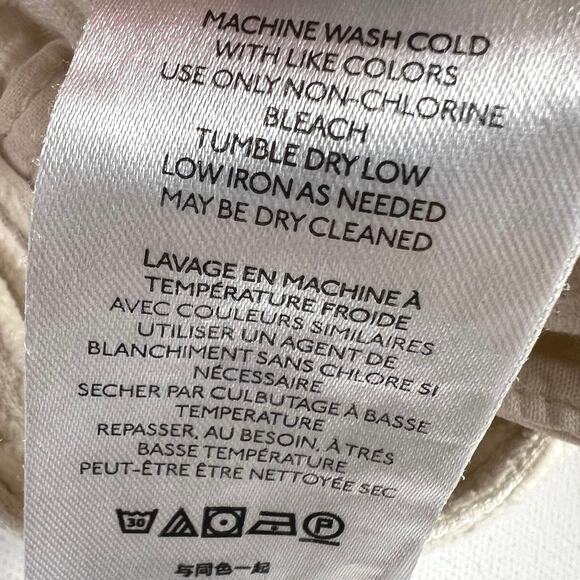 MACHINE WASH COLD
WITH LIKE COLORS
USE ONLY NON-CHLORINE
BLEACH
TUMBLE DRY LOW
LOW IRON AS NEEDED
MAY BE DRY CLEANED
LAVAGE EN MACHINE À
TEMPÉRATURE FROIDE
AVEC COULEURS SIMILAIRES
UTILISER UN AGENT DE
BLANCHIMENT SANS CHLORE SI
NÉCESSAIRE
SECHER PAR CULBUTAGE À BASSE
TEMPERATURE
REPASSER, AU BESOIN, À TRÉS
BASSE TEMPÉRATURE
PEUT-ÊTRE ÊTRE NETTOYÉE SEC
30 P
与同色一起